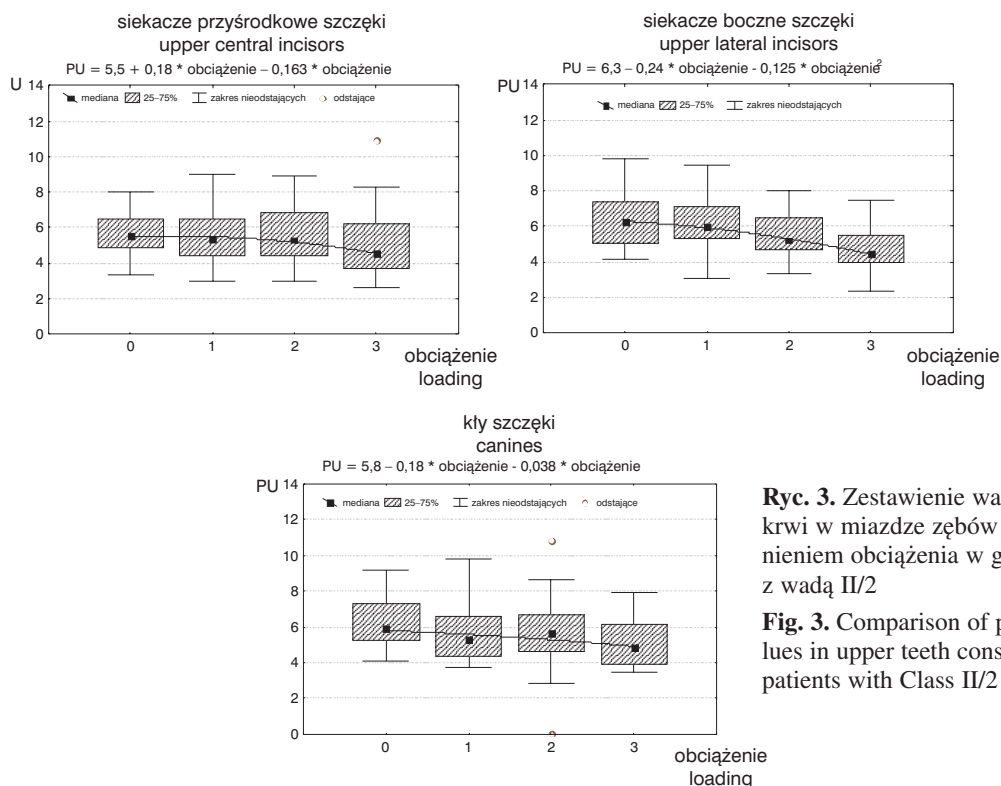 siekacze przyśrodkowe szczęki
upper central incisors
PU = 5,5 + 0,18 * obciążenie – 0,163 * obciążenie
U 14
mediana 25–75% zakres nieodstających odstające
12
10
8
6
4
2
0
0 1 2 3
obciążenie
loading
siekacze boczne szczęki
upper lateral incisors
PU = 6,3 – 0,24 * obciążenie - 0,125 * obciążenie²
PU 14
mediana 25–75% zakres nieodstających
12
10
8
6
4
2
0
0 1 2 3
obciążenie
loading
kły szczęki
canines
PU = 5,8 – 0,18 * obciążenie - 0,038 * obciążenie
PU 14
mediana 25–75% zakres nieodstających odstające
12
10
8
6
4
2
0
0 1 2 3
obciążenie
loading
Ryc. 3. Zestawienie wa
krwi w miazdze zębów
nieniem obciążenia w g
z wadą II/2
Fig. 3. Comparison of p
lues in upper teeth cons
patients with Class II/2